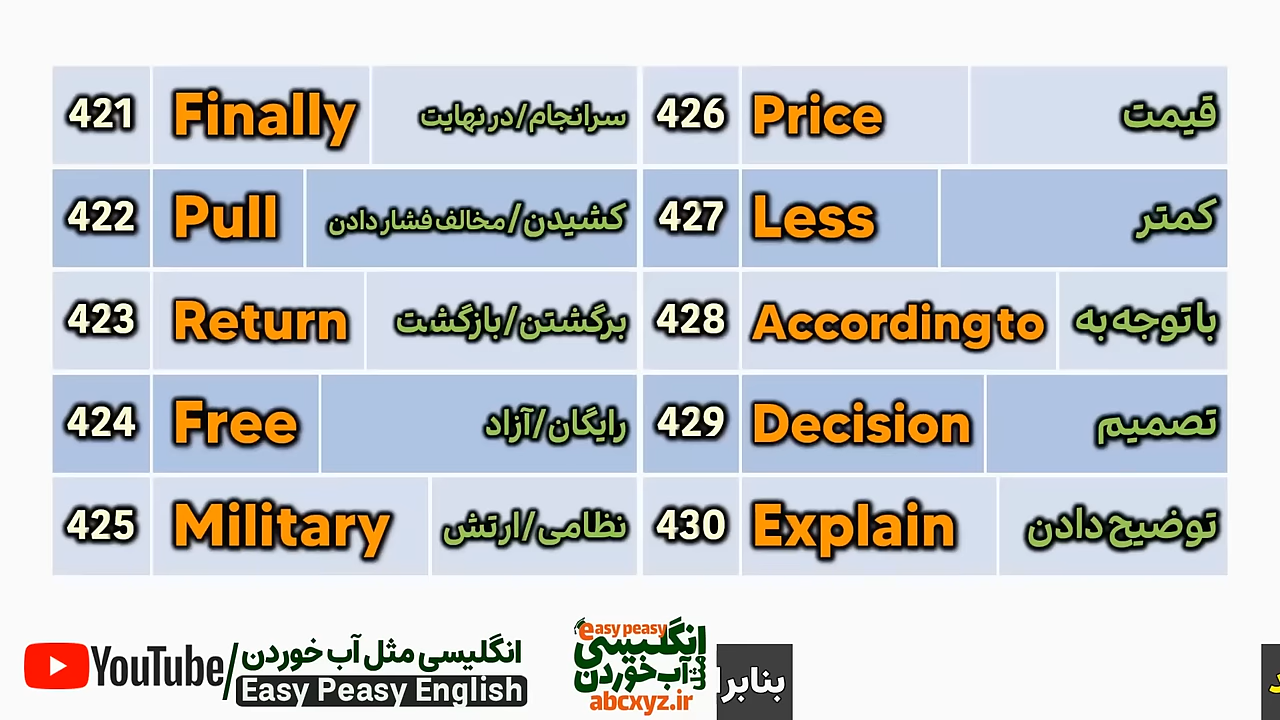 421 Finally سرانجام/در نهایت
422 Pull کشیدن/مخالف فشار دادن
423 Return برگشتن/بازگشت
424 Free رایگان/آزاد
425 Military نظامی/ارتش
426 Price قیمت
427 Less کمتر
428 According to با توجه به
429 Decision تصمیم
430 Explain توضیح دادن
YouTube/انگلیسی مثل آب خوردن
Easy Peasy English
easy peasy
انگلیسی
مثل آب خوردن
abcxyz.ir